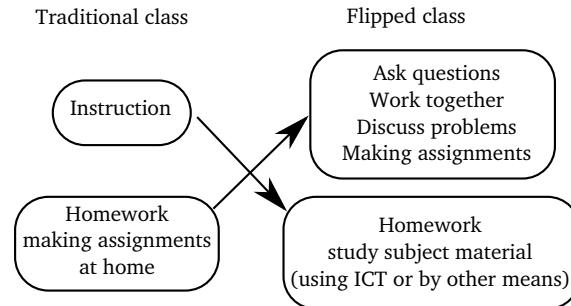 Traditional class
Flipped class
Instruction
Ask questions
Work together
Discuss problems
Making assignments
Homework
making assignments
at home
Homework
study subject material
(using ICT or by other means)